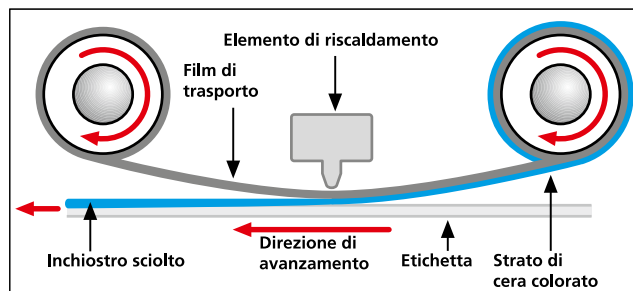 Elemento di riscaldamento
Film di
trasporto
Inchiostro sciolto
Direzione di
avanzamento
Etichetta
Strato di
cera colorato